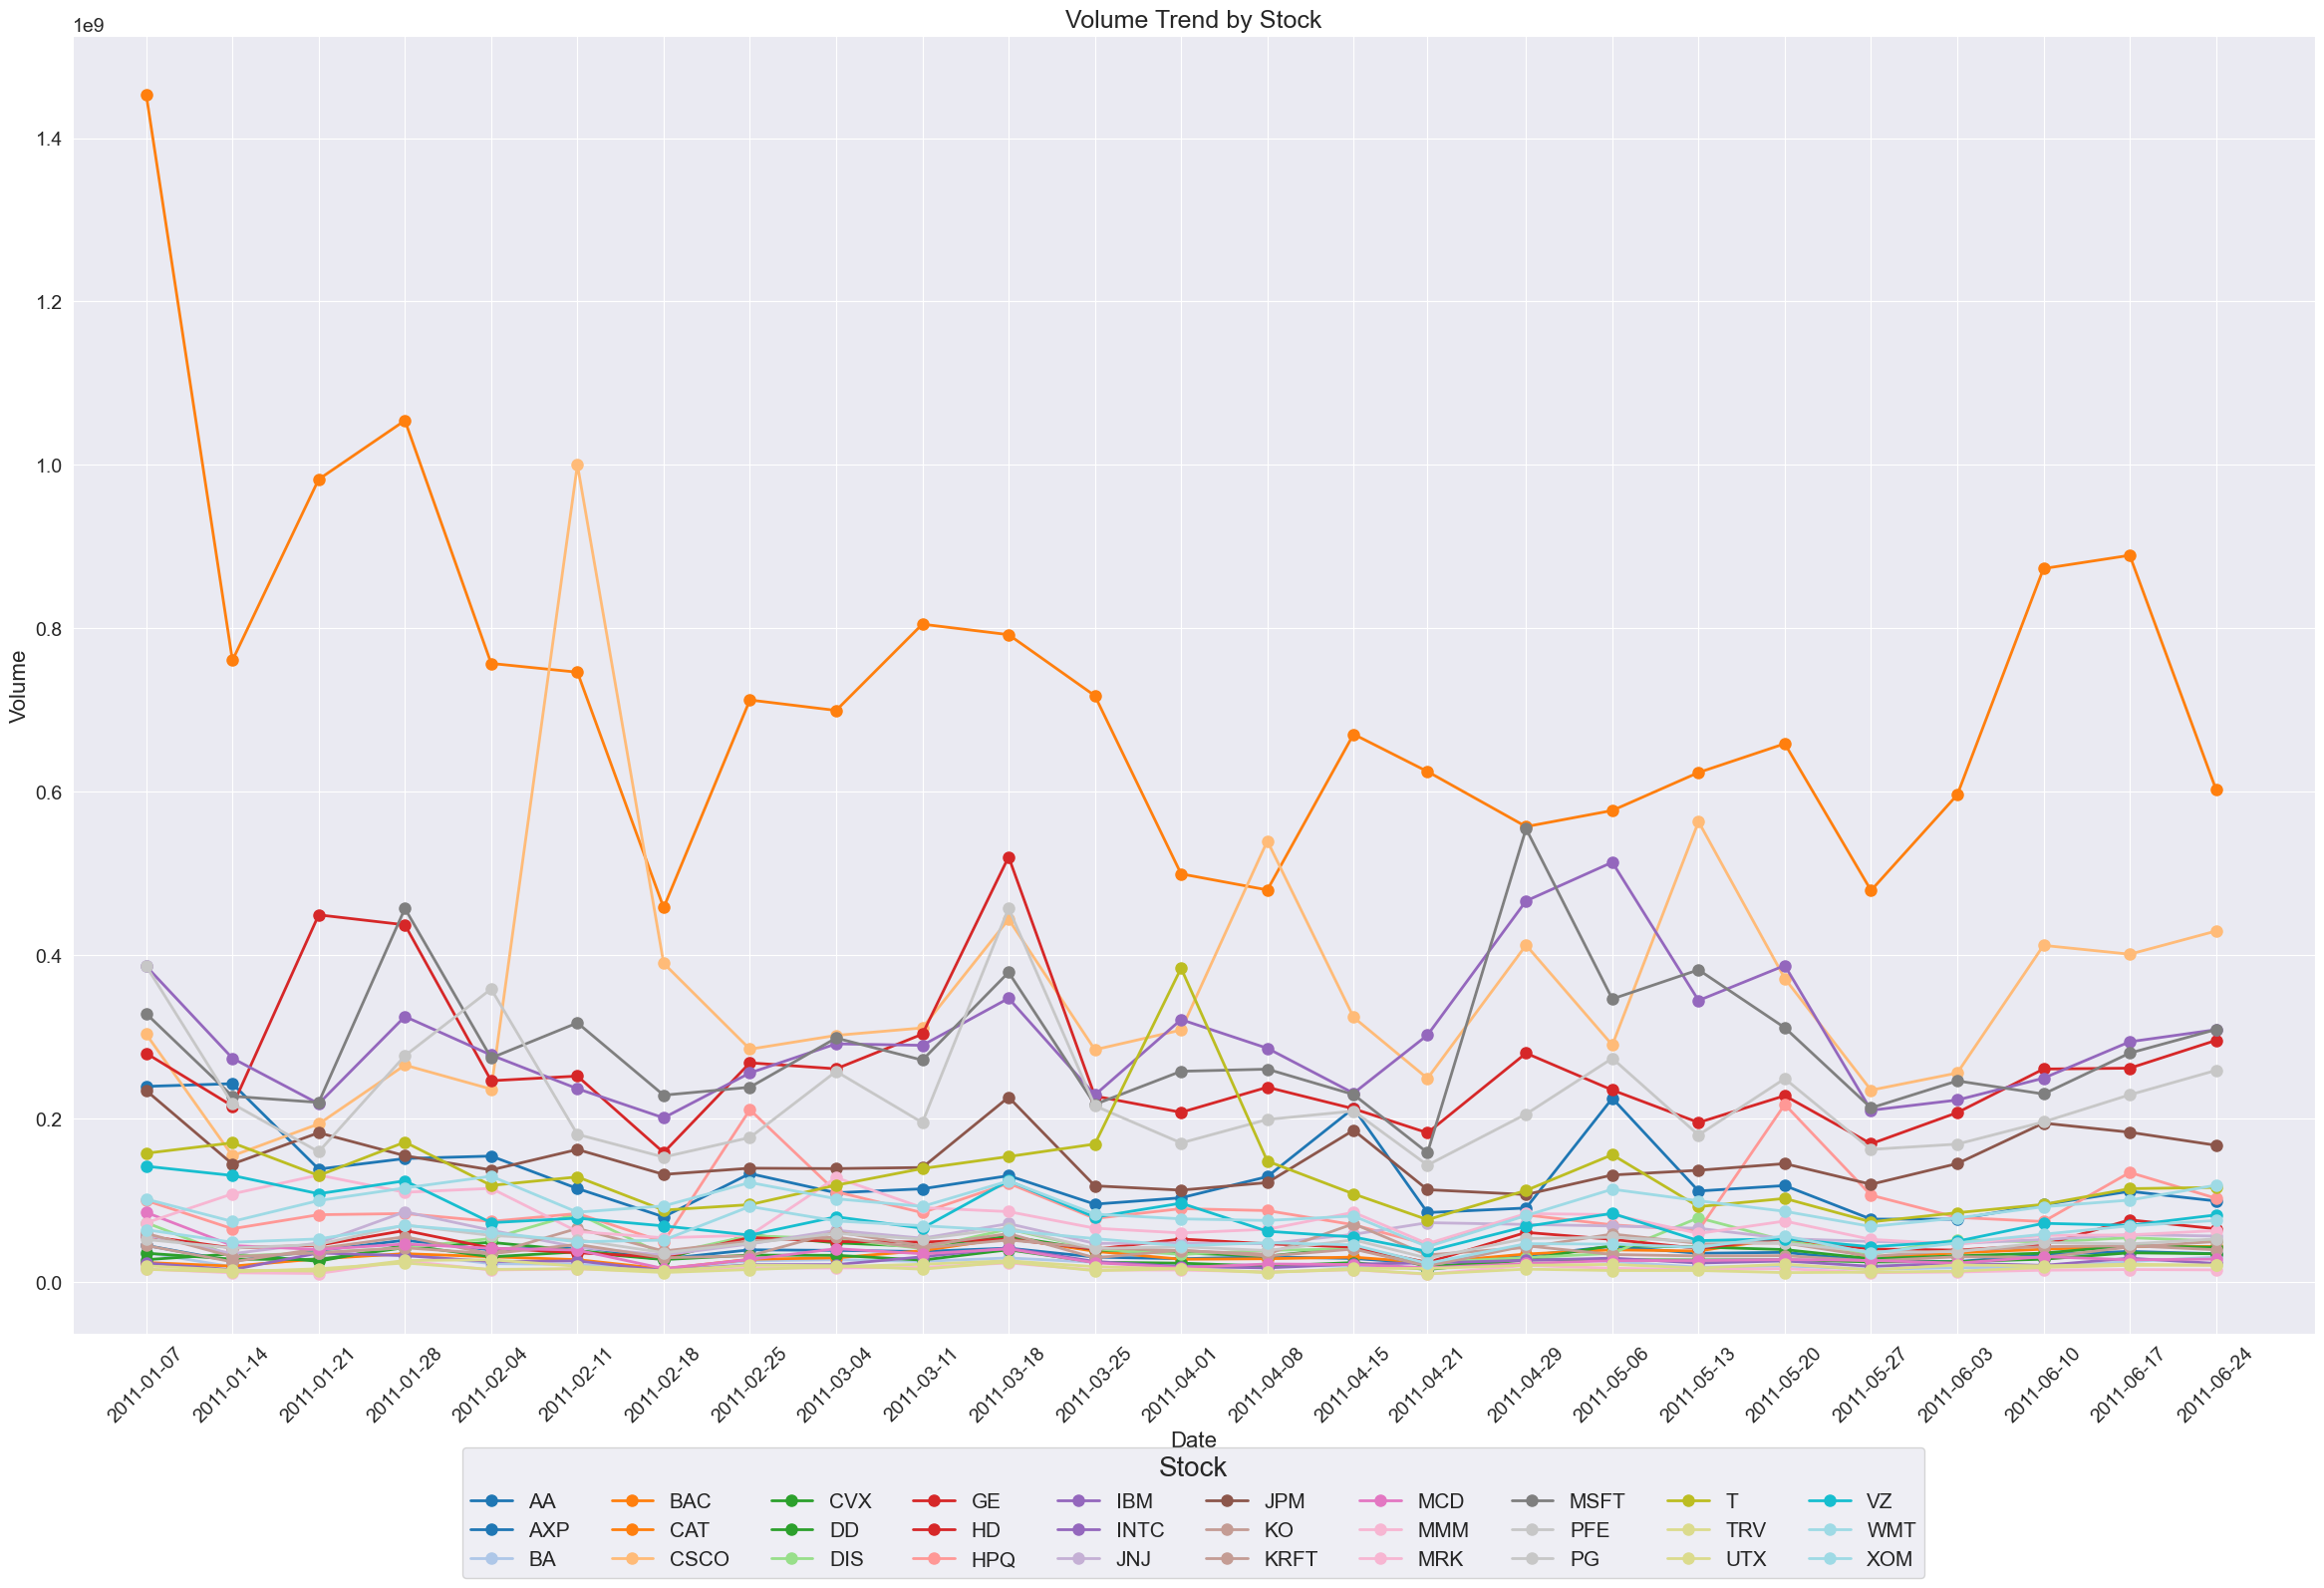 Volume Trend by Stock
1e9
1.4
1.2
1.0
0.8
0.6
0.4
0.2
0.0
Volume
2011-01-07 2011-01-14 2011-01-21 2011-01-28 2011-02-04 2011-02-11 2011-02-18 2011-02-25 2011-03-04 2011-03-11 2011-03-18 2011-03-25 2011-04-01 2011-04-08 2011-04-15 2011-04-21 2011-04-29 2011-05-06 2011-05-13 2011-05-20 2011-05-27 2011-06-03 2011-06-10 2011-06-17 2011-06-24
Date
Stock
AA BAC CVX GE IBM JPM MCD MSFT T VZ
AXP CAT DD HD INTC KO MMM PFE TRV WMT
BA CSCO DIS HPQ JNJ KRFT MRK PG UTX XOM